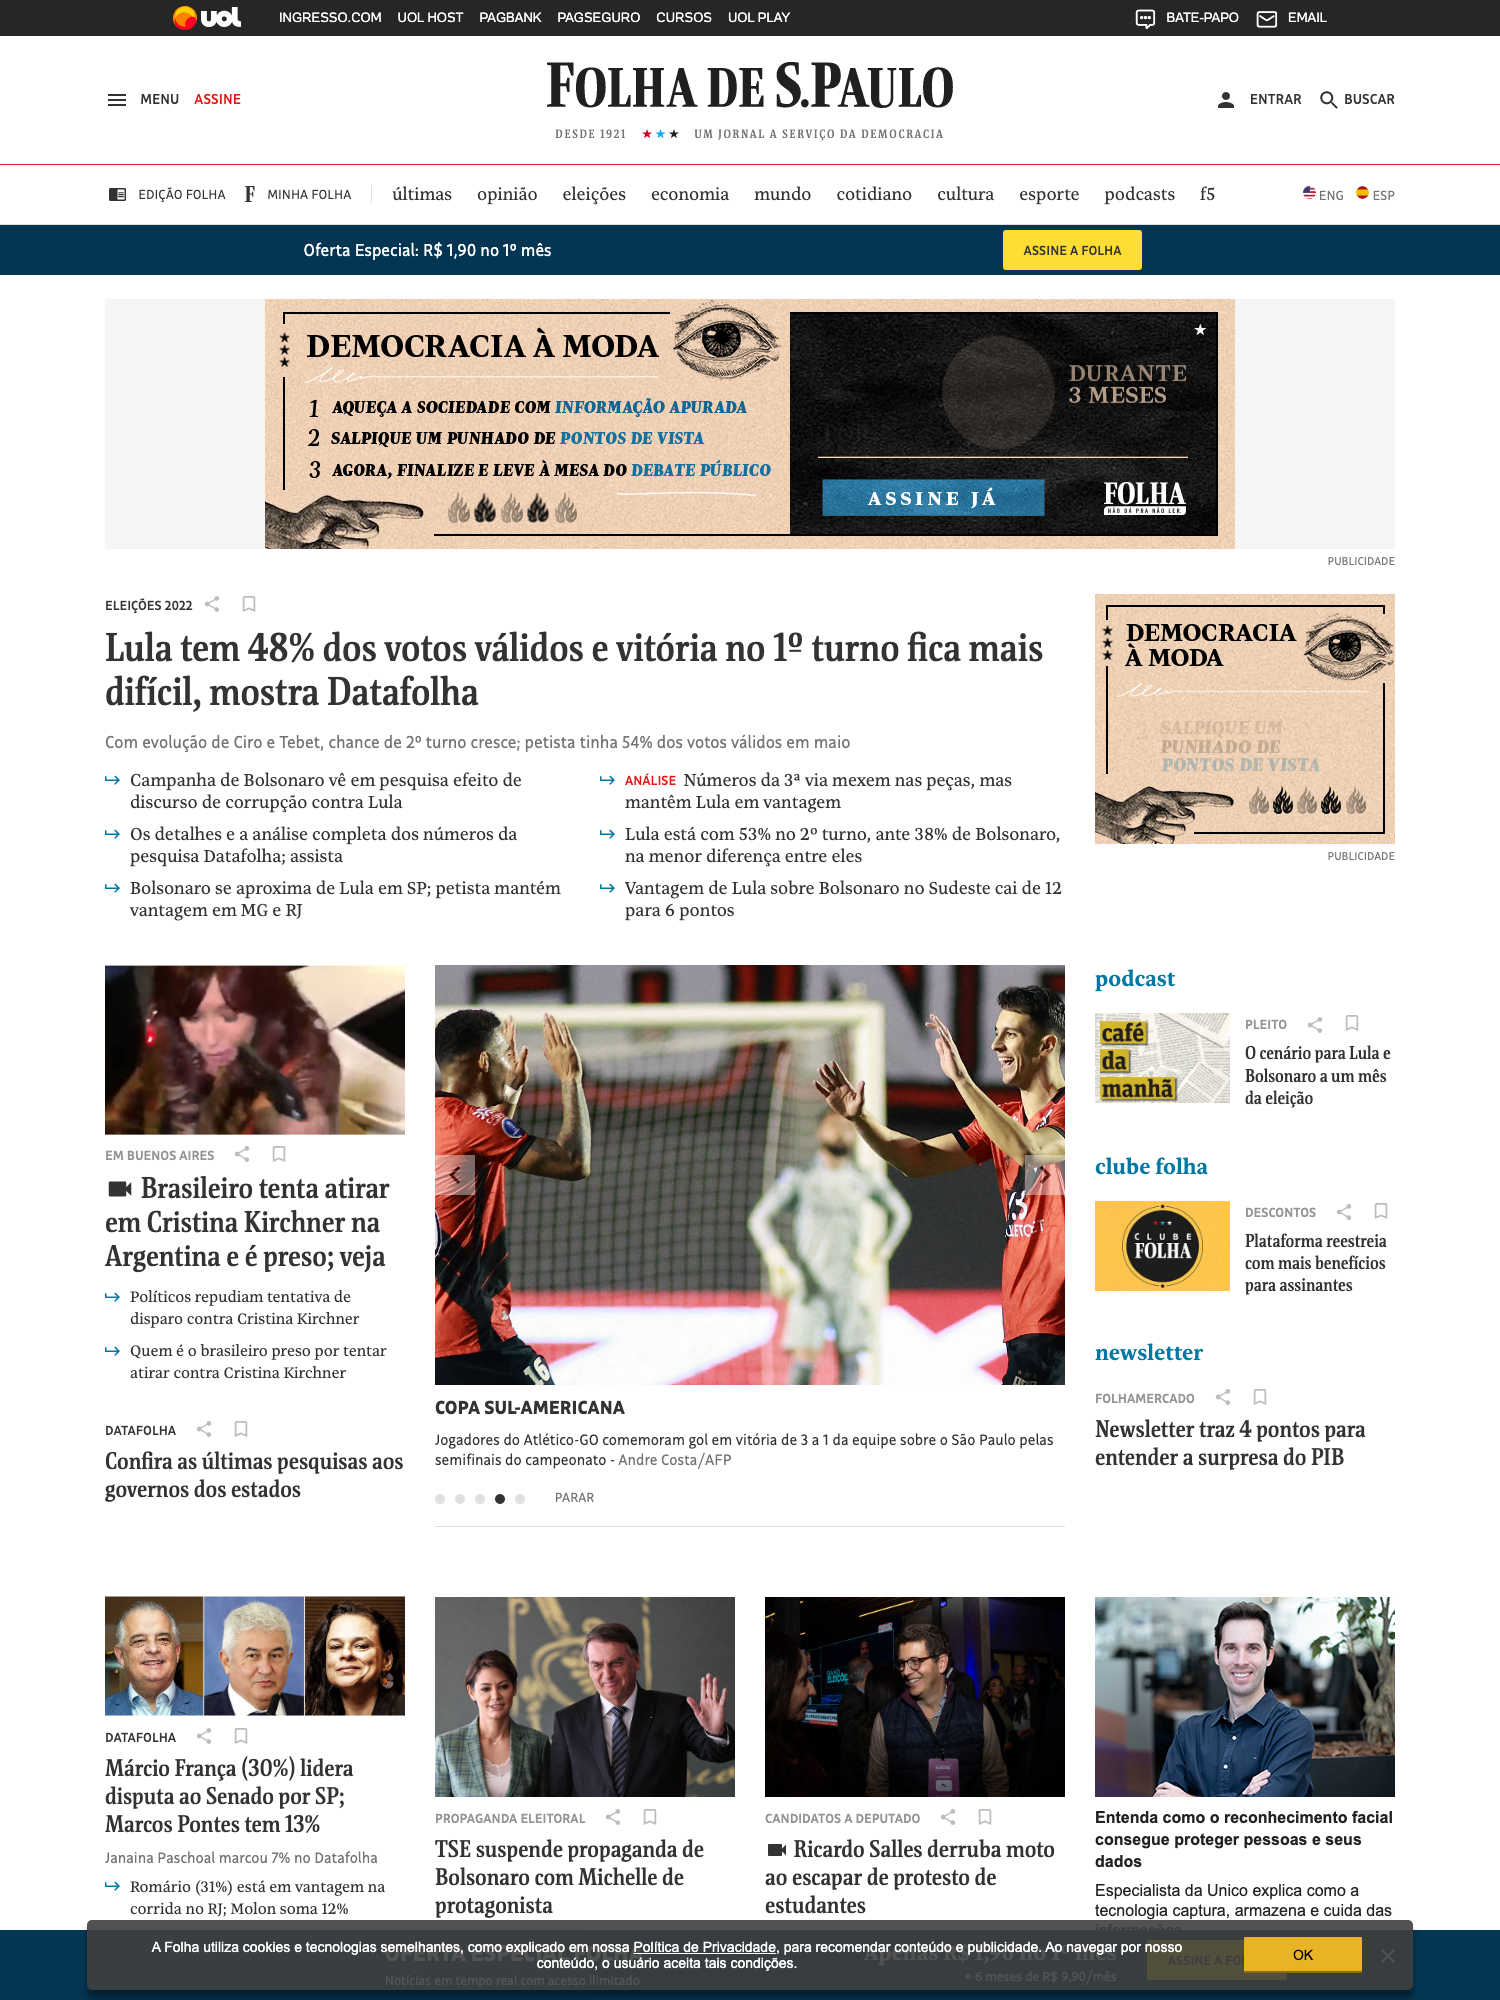 uol
INGRESSO.COM UOL HOST PAGBANK PAGSEGURO CURSOS UOL PLAY
BATE-PAPO EMAIL
MENU ASSINE
FOLHA DE S.PAULO
ENTRAR BUSCAR
DESDE 1921 ★★★ UM JORNAL A SERVIÇO DA DEMOCRACIA
EDIÇÃO FOLHA F MINHA FOLHA últimas opinião eleições economia mundo cotidiano cultura esporte podcasts f5 ENG ESP
Oferta Especial: R$ 1,90 no 1º mês
ASSINE A FOLHA
DEMOCRACIA À MODA
1 AQUEÇA A SOCIEDADE COM INFORMAÇÃO APURADA
2 SALPIQUE UM PUNHADO DE PONTOS DE VISTA
3 AGORA, FINALIZE E LEVE À MESA DO DEBATE PÚBLICO
DURANTE
3 MESES
ASSINE JÁ
FOLHA
NÃO DÁ PRA NÃO LER.
PUBLICIDADE
ELEIÇÕES 2022
Lula tem 48% dos votos válidos e vitória no 1º turno fica mais
difícil, mostra Datafolha
Com evolução de Ciro e Tebet, chance de 2º turno cresce; petista tinha 54% dos votos válidos em maio
Campanha de Bolsonaro vê em pesquisa efeito de
discurso de corrupção contra Lula
Os detalhes e a análise completa dos números da
pesquisa Datafolha; assista
Bolsonaro se aproxima de Lula em SP; petista mantém
vantagem em MG e RJ
ANÁLISE Números da 3ª via mexem nas peças, mas
mantêm Lula em vantagem
Lula está com 53% no 2º turno, ante 38% de Bolsonaro,
na menor diferença entre eles
Vantagem de Lula sobre Bolsonaro no Sudeste cai de 12
para 6 pontos
DEMOCRACIA
À MODA
SALPIQUE UM
PUNHADO DE
PONTOS DE VISTA
PUBLICIDADE
EM BUENOS AIRES
Brasileiro tenta atirar
em Cristina Kirchner na
Argentina e é preso; veja
Políticos repudiam tentativa de
disparo contra Cristina Kirchner
Quem é o brasileiro preso por tentar
atirar contra Cristina Kirchner
DATAFOLHA
Confira as últimas pesquisas aos
governos dos estados
16
COPA SUL-AMERICANA
Jogadores do Atlético-GO comemoram gol em vitória de 3 a 1 da equipe sobre o São Paulo pelas
semifinais do campeonato - Andre Costa/AFP
PARAR
podcast
café
da
manhã
PLEITO
O cenário para Lula e
Bolsonaro a um mês
da eleição
clube folha
CLUBE
FOLHA
DESCONTOS
Plataforma reestreia
com mais benefícios
para assinantes
newsletter
FOLHAMERCADO
Newsletter traz 4 pontos para
entender a surpresa do PIB
DATAFOLHA
Márcio França (30%) lidera
disputa ao Senado por SP;
Marcos Pontes tem 13%
Janaina Paschoal marcou 7% no Datafolha
Romário (31%) está em vantagem na
corrida no RJ; Molon soma 12%
PROPAGANDA ELEITORAL
TSE suspende propaganda de
Bolsonaro com Michelle de
protagonista
CANDIDATOS A DEPUTADO
Ricardo Salles derruba moto
ao escapar de protesto de
estudantes
Entenda como o reconhecimento facial
consegue proteger pessoas e seus
dados
Especialista da Unico explica como a
tecnologia captura, armazena e cuida das
informações
A Folha utiliza cookies e tecnologias semelhantes, como explicado em nossa Política de Privacidade, para recomendar conteúdo e publicidade. Ao navegar por nosso
conteúdo, o usuário aceita tais condições.
OK
Apenas R$ 1,90 no 1º mês
Notícias em tempo real com acesso ilimitado
+ 6 meses de R$ 9,90/mês